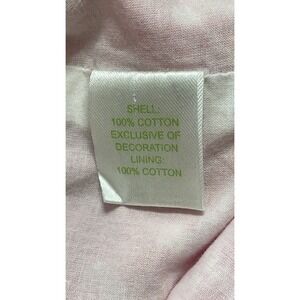 SHELL:
100% COTTON
EXCLUSIVE OF
DECORATION
LINING:
100% COTTON